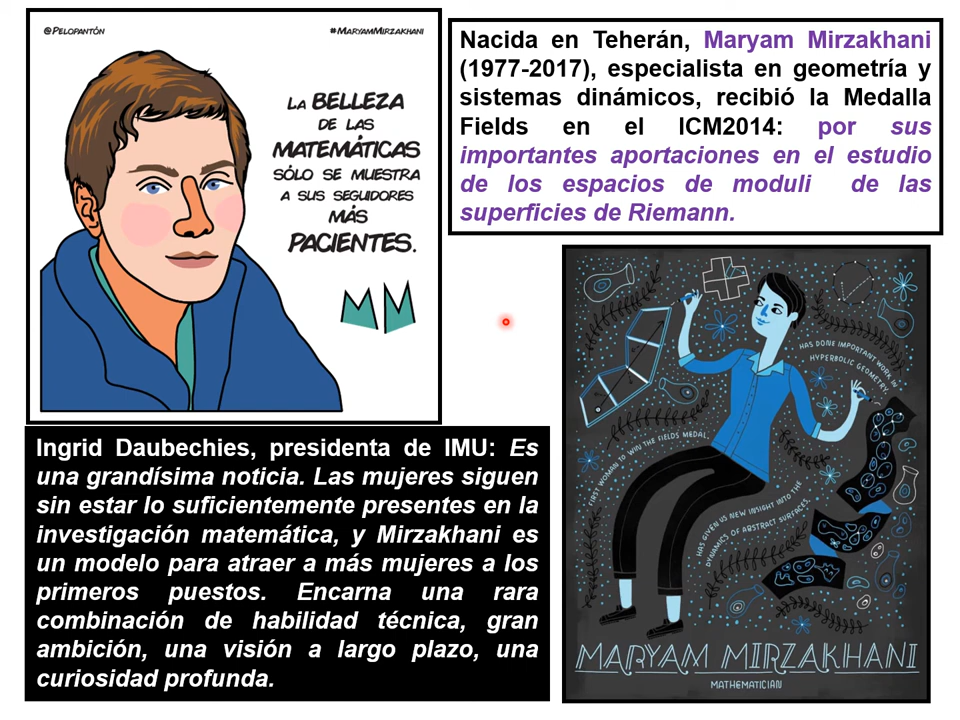 @PELOPANTÓN
#MARYAMMIRZAKHANI
LA BELLEZA
DE LAS
MATEMÁTICAS
SÓLO SE MUESTRA
A SUS SEGUIDORES
MÁS
PACIENTES.
MM
Nacida en Teherán, Maryam Mirzakhani
(1977-2017), especialista en geometría y
sistemas dinámicos, recibió la Medalla
Fields en el ICM2014: por sus
importantes aportaciones en el estudio
de los espacios de moduli de las
superficies de Riemann.
Ingrid Daubechies, presidenta de IMU: Es
una grandísima noticia. Las mujeres siguen
sin estar lo suficientemente presentes en la
investigación matemática, y Mirzakhani es
un modelo para atraer a más mujeres a los
primeros puestos. Encarna una rara
combinación de habilidad técnica, gran
ambición, una visión a largo plazo, una
curiosidad profunda.
HAS DONE IMPORTANT WORK IN
HYPERBOLIC GEOMETRY.
FIRST WOMAN TO WIN THE FIELDS MEDAL.
HAS GIVEN US NEW INSIGHT INTO THE
DYNAMICS OF ABSTRACT SURFACES.
MARYAM MIRZAKHANI
MATHEMATICIAN